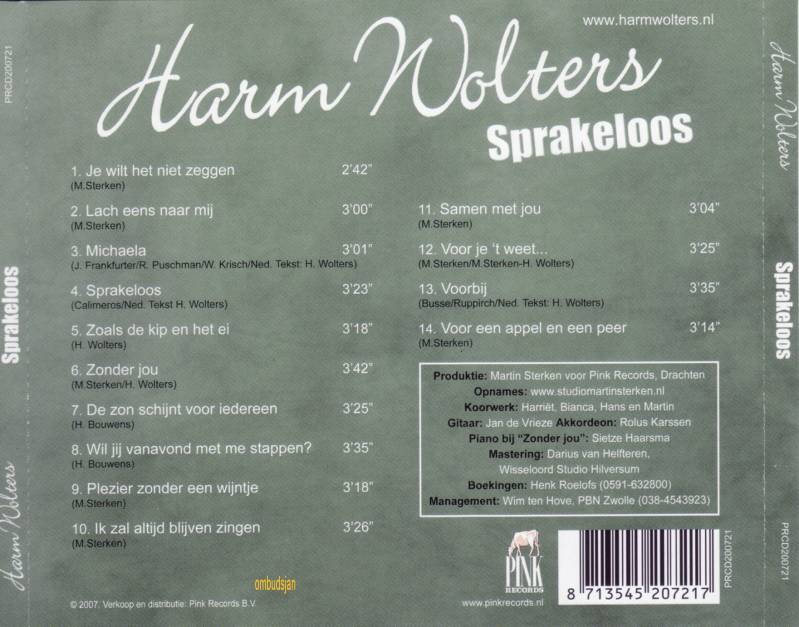 www.harmwolters.nl
Harm Wolters
Sprakeloos
1. Je wilt het niet zeggen 2'42"
(M.Sterken)
2. Lach eens naar mij 3'00"
(M.Sterken)
3. Michaela 3'01"
(J. Frankfurter/R. Puschman/W. Krisch/Ned. Tekst: H. Wolters)
4. Sprakeloos 3'23"
(Calimeros/Ned. Tekst H. Wolters)
5. Zoals de kip en het ei 3'18"
(H. Wolters)
6. Zonder jou 3'42"
(M.Sterken/H. Wolters)
7. De zon schijnt voor iedereen 3'25"
(H. Bouwens)
8. Wil jij vanavond met me stappen? 3'35"
(H. Bouwens)
9. Plezier zonder een wijntje 3'18"
(M.Sterken)
10. Ik zal altijd blijven zingen 3'26"
(M.Sterken)
11. Samen met jou 3'04"
(M.Sterken)
12. Voor je 't weet... 3'25"
(M.Sterken/M.Sterken-H. Wolters)
13. Voorbij 3'35"
(Busse/Ruppirch/Ned. Tekst: H. Wolters)
14. Voor een appel en een peer 3'14"
(M.Sterken)
Produktie: Martin Sterken voor Pink Records, Drachten
Opnames: www.studiomartinsterken.nl
Koorwerk: Harriët, Bianca, Hans en Martin
Gitaar: Jan de Vrieze Akkordeon: Rolus Karssen
Piano bij "Zonder jou": Sietze Haarsma
Mastering: Darius van Helfteren,
Wisseloord Studio Hilversum
Boekingen: Henk Roelofs (0591-632800)
Management: Wim ten Hove, PBN Zwolle (038-4543923)
ombudsjan
© 2007. Verkoop en distributie: Pink Records B.V.
PINK
RECORDS
www.pinkrecords.nl
8 713545 207217
PRCD200721
PRCD200721
Sprakeloos
Harm Wolters
Harm Wolters
Sprakeloos
PRCD200721